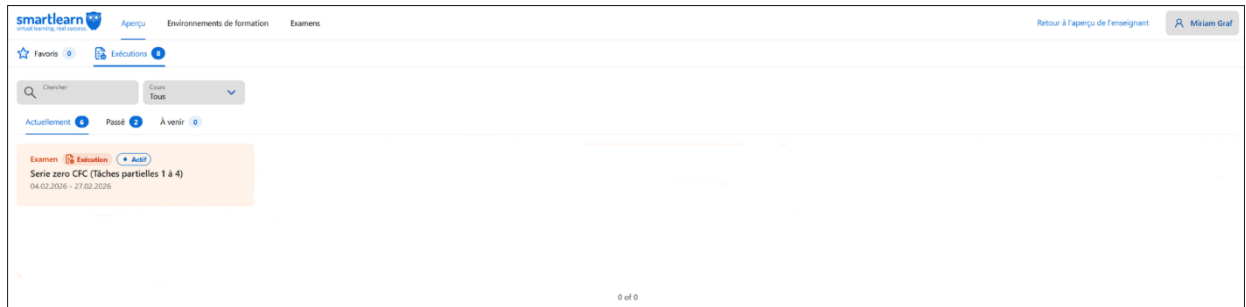 smartlearn
virtual learning, real success.
Aperçu Environnements de formation Examens Retour à l'aperçu de l'enseignant Miriam Graf
Favoris 0 Exécutions 8
Chercher
Cours
Tous
Actuellement 6 Passé 2 À venir 0
Examen Exécution • Actif
Serie zero CFC (Tâches partielles 1 à 4)
04.02.2026 - 27.02.2026
0 of 0